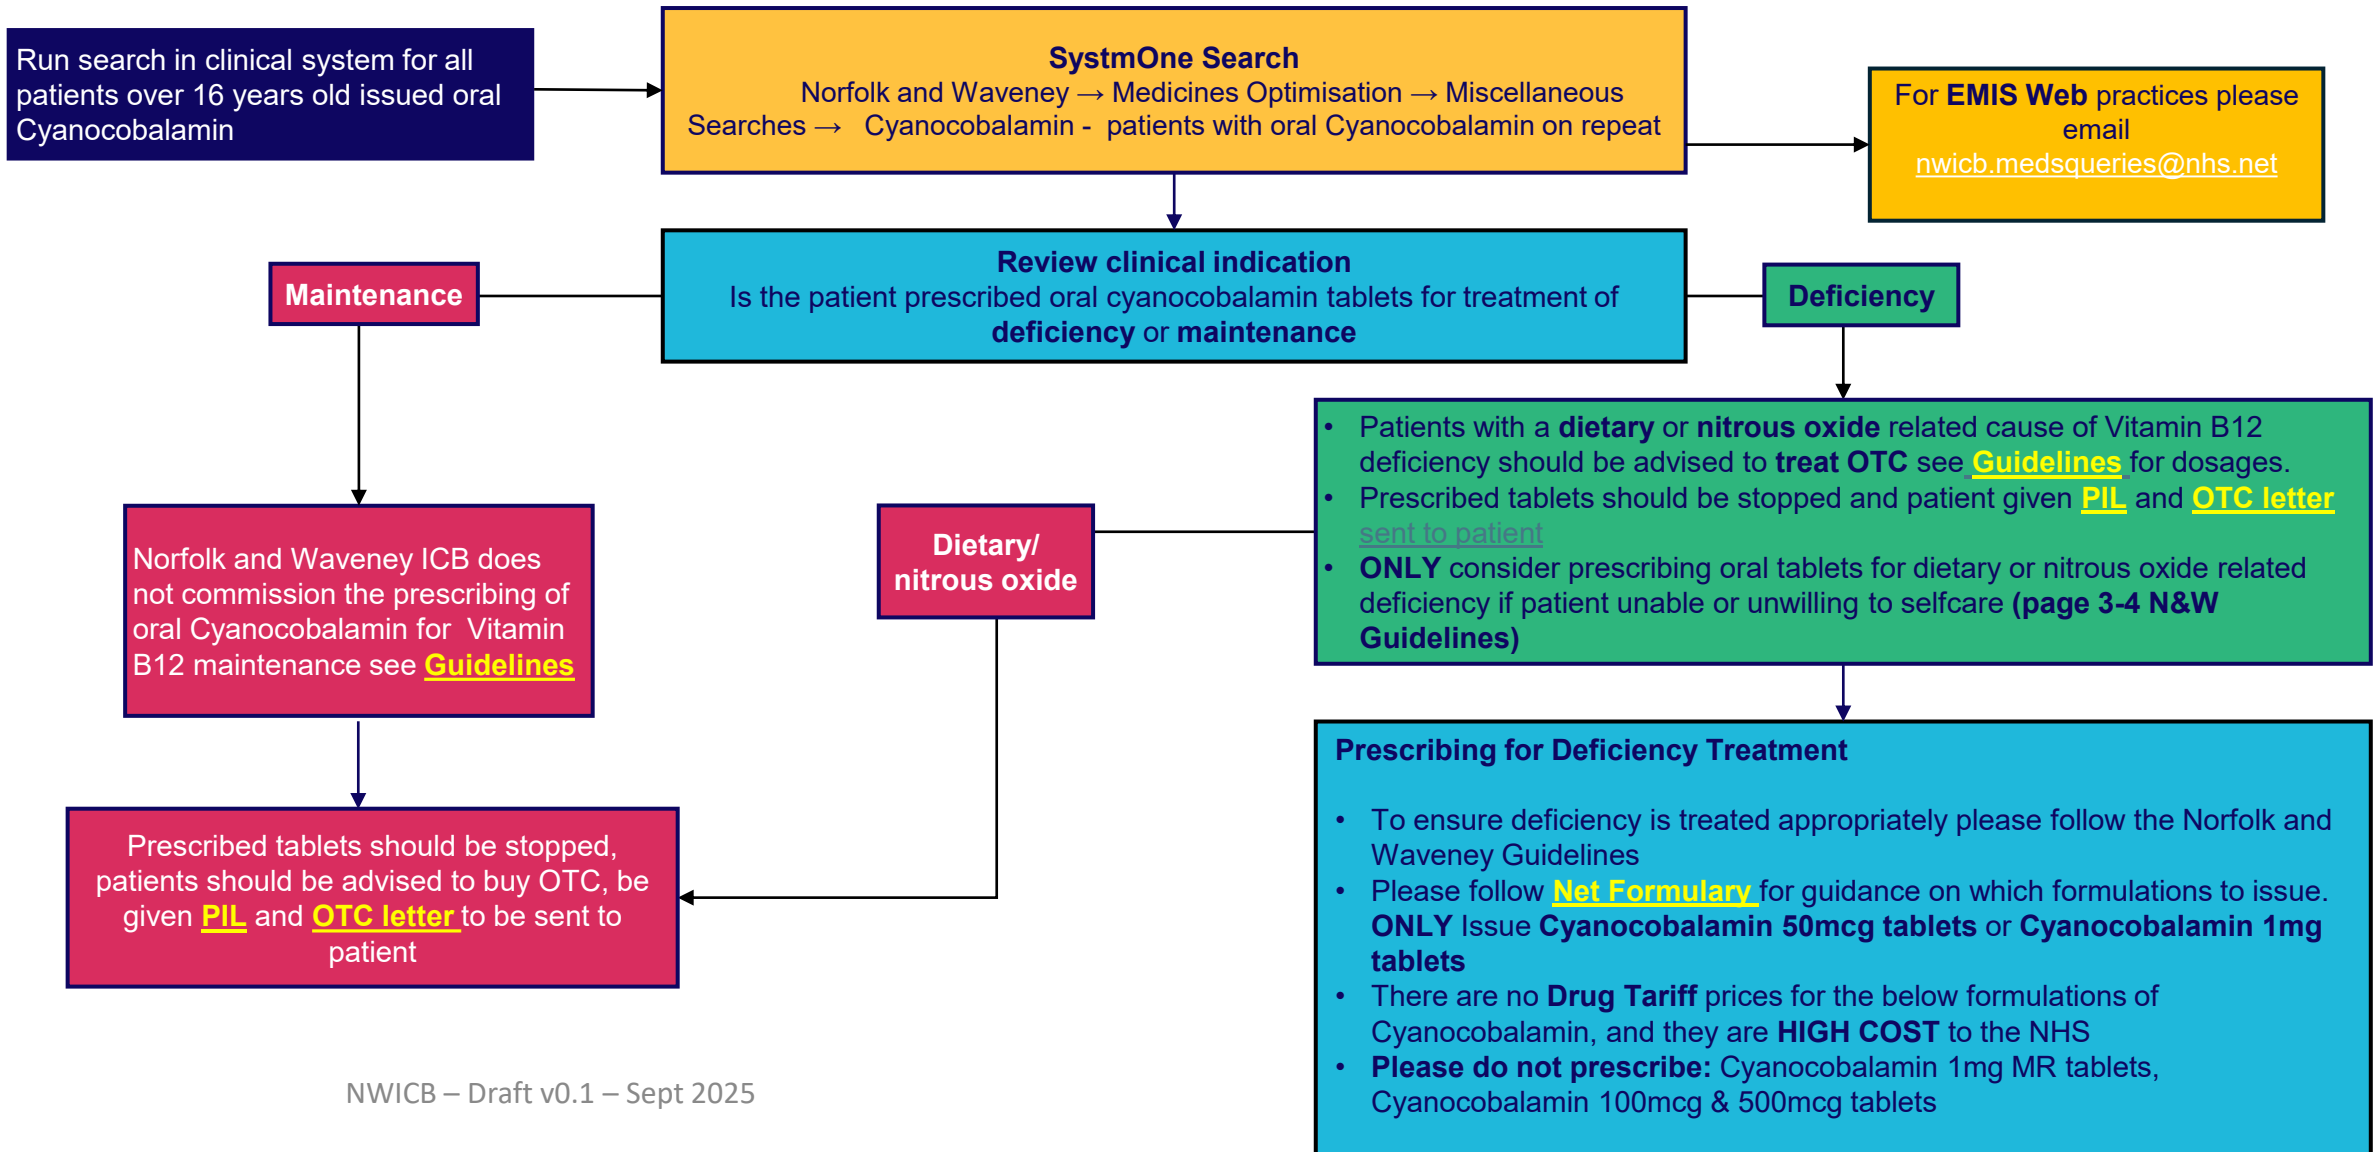 Run search in clinical system for all
patients over 16 years old issued oral
Cyanocobalamin
SystmOne Search
Norfolk and Waveney → Medicines Optimisation → Miscellaneous
Searches → Cyanocobalamin - patients with oral Cyanocobalamin on repeat
For EMIS Web practices please
email
nwicb.medsqueries@nhs.net
Review clinical indication
Is the patient prescribed oral cyanocobalamin tablets for treatment of
deficiency or maintenance
Maintenance
Deficiency
Norfolk and Waveney ICB does
not commission the prescribing of
oral Cyanocobalamin for Vitamin
B12 maintenance see Guidelines
Prescribed tablets should be stopped,
patients should be advised to buy OTC, be
given PIL and OTC letter to be sent to
patient
Dietary/
nitrous oxide
• Patients with a dietary or nitrous oxide related cause of Vitamin B12
deficiency should be advised to treat OTC see Guidelines for dosages.
• Prescribed tablets should be stopped and patient given PIL and OTC letter
sent to patient
• ONLY consider prescribing oral tablets for dietary or nitrous oxide related
deficiency if patient unable or unwilling to selfcare (page 3-4 N&W
Guidelines)
Prescribing for Deficiency Treatment
• To ensure deficiency is treated appropriately please follow the Norfolk and
Waveney Guidelines
• Please follow Net Formulary for guidance on which formulations to issue.
ONLY Issue Cyanocobalamin 50mcg tablets or Cyanocobalamin 1mg
tablets
• There are no Drug Tariff prices for the below formulations of
Cyanocobalamin, and they are HIGH COST to the NHS
• Please do not prescribe: Cyanocobalamin 1mg MR tablets,
Cyanocobalamin 100mcg & 500mcg tablets
NWICB – Draft v0.1 – Sept 2025